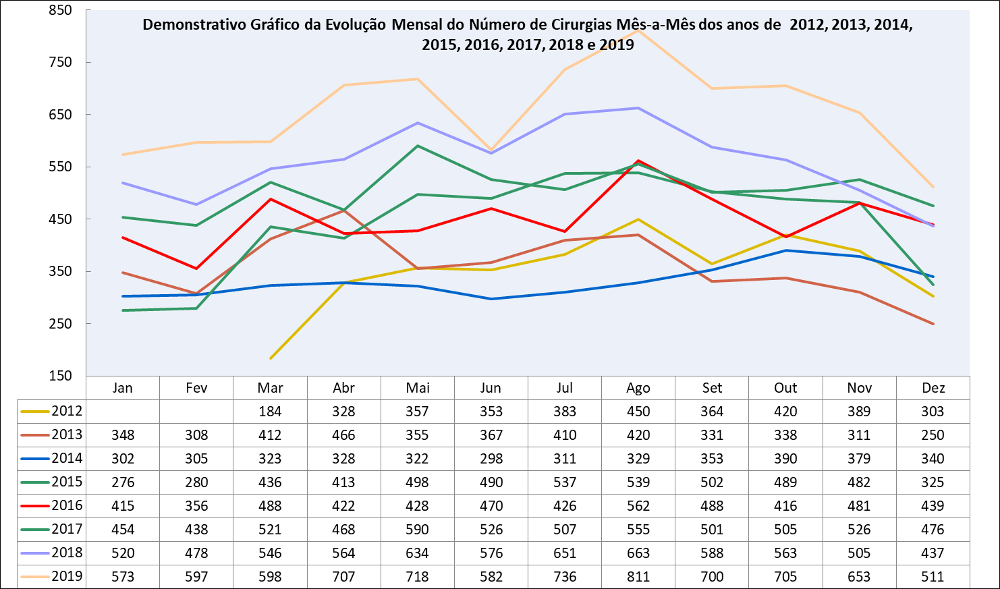 Demonstrativo Gráfico da Evolução Mensal do Número de Cirurgias Mês-a-Mês dos anos de 2012, 2013, 2014,
2015, 2016, 2017, 2018 e 2019
850
750
650
550
450
350
250
150
Jan Fev Mar Abr Mai Jun Jul Ago Set Out Nov Dez
2012 184 328 357 353 383 450 364 420 389 303
2013 348 308 412 466 355 367 410 420 331 338 311 250
2014 302 305 323 328 322 298 311 329 353 390 379 340
2015 276 280 436 413 498 490 537 539 502 489 482 325
2016 415 356 488 422 428 470 426 562 488 416 481 439
2017 454 438 521 468 590 526 507 555 501 505 526 476
2018 520 478 546 564 634 576 651 663 588 563 505 437
2019 573 597 598 707 718 582 736 811 700 705 653 511